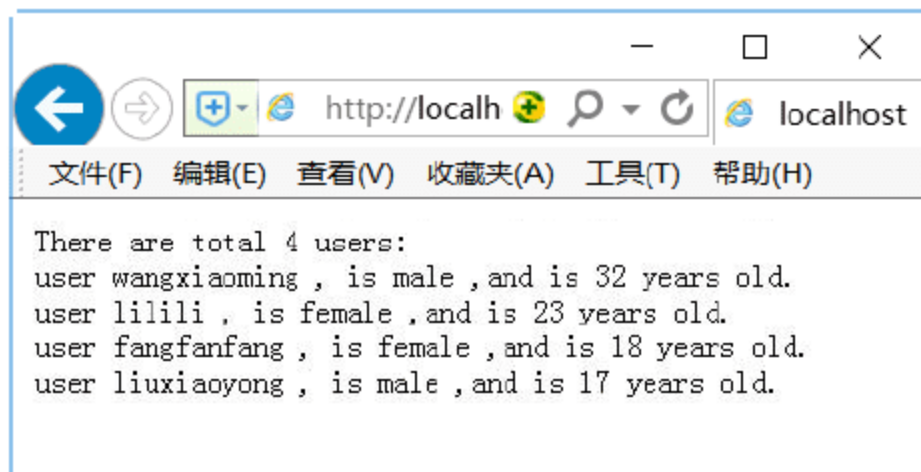 http://localh
localhost
文件(F) 编辑(E) 查看(V) 收藏夹(A) 工具(T) 帮助(H)
There are total 4 users:
user wangxiaoming , is male ,and is 32 years old.
user lilili , is female ,and is 23 years old.
user fangfanfang , is female ,and is 18 years old.
user liuxiaoyong , is male ,and is 17 years old.